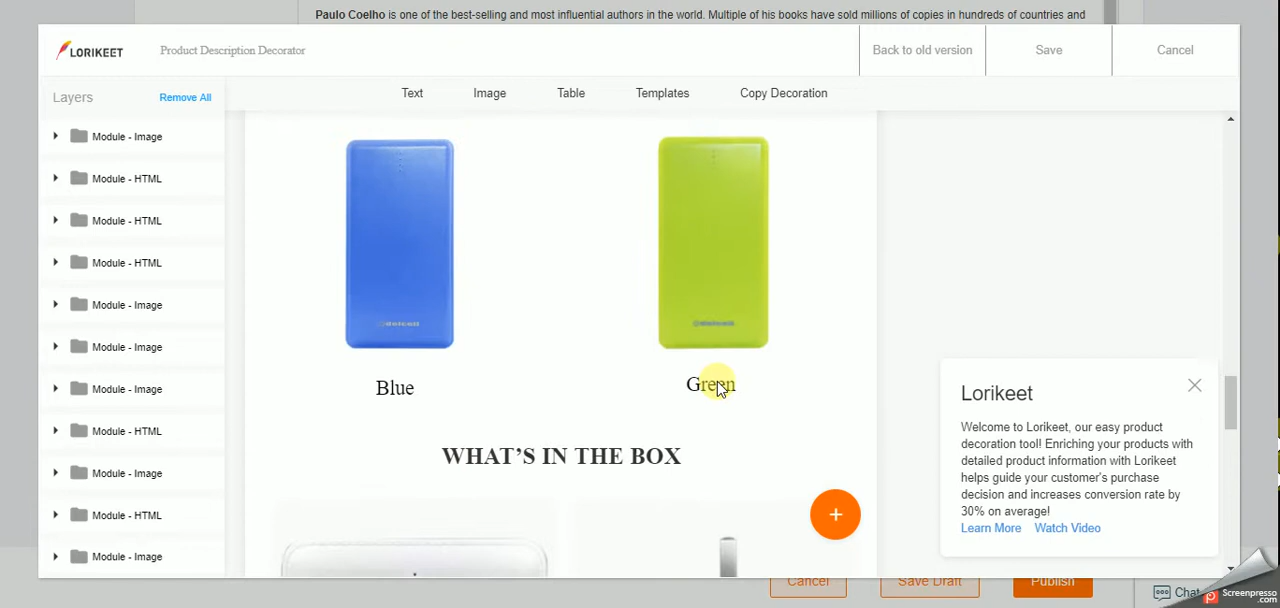 Paulo Coelho is one of the best-selling and most influential authors in the world. Multiple of his books have sold millions of copies in hundreds of countries and
LORIKEET
Product Description Decorator
Back to old version
Save
Cancel
Layers
Remove All
Text
Image
Table
Templates
Copy Decoration
Module - Image
Module - HTML
Module - HTML
Module - HTML
Module - Image
Module - Image
Module - Image
Module - HTML
Module - Image
Module - HTML
Module - Image
Blue
Green
WHAT'S IN THE BOX
+
Lorikeet
Welcome to Lorikeet, our easy product
decoration tool! Enriching your products with
detailed product information with Lorikeet
helps guide your customer's purchase
decision and increases conversion rate by
30% on average!
Learn More
Watch Video
Cancel
Save Draft
Publish
Chat
Screenpresso
.com